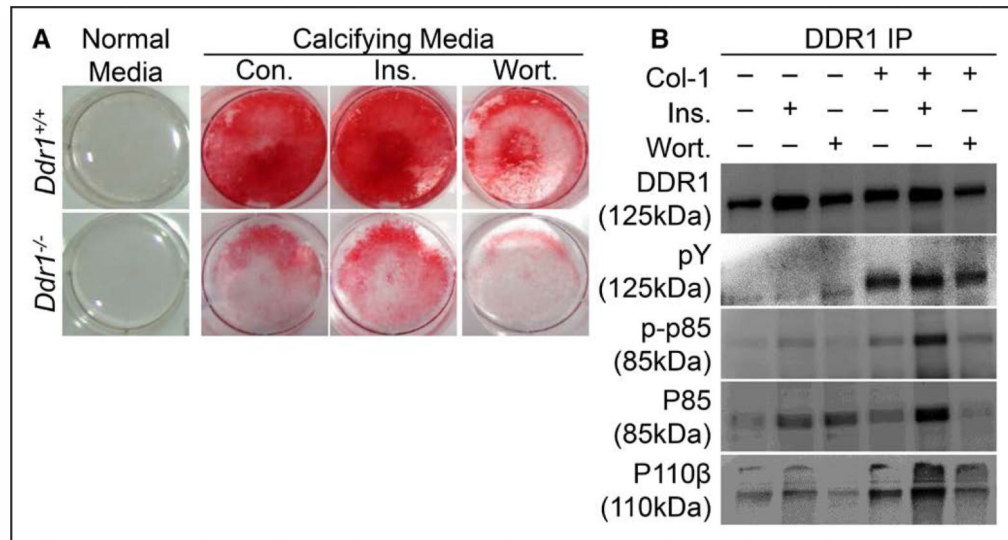 A
Normal Media
Calcifying Media
Con. Ins. Wort.
Ddr1+/+
Ddr1-/-
B
DDR1 IP
Col-1 – – – + + +
Ins. – + – – + –
Wort. – – + – – +
DDR1
(125kDa)
pY
(125kDa)
p-p85
(85kDa)
P85
(85kDa)
P110β
(110kDa)